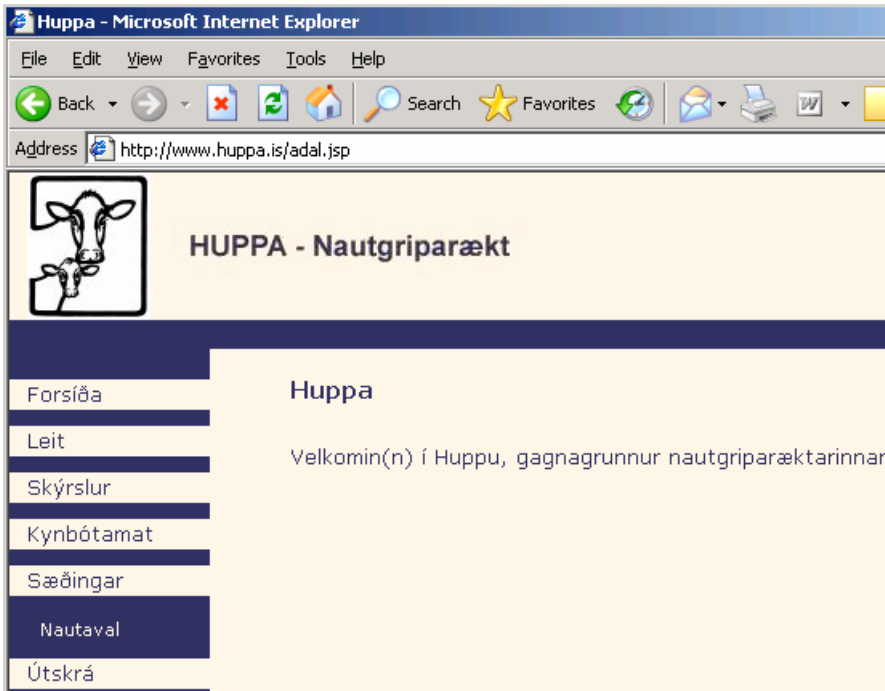 Huppa - Microsoft Internet Explorer
File Edit View Favorites Tools Help
Back Search Favorites W
Address http://www.huppa.is/adal.jsp
HUPPA - Nautgriparækt
Forsíða
Leit
Skýrslur
Kynbótamat
Sæðingar
Nautaval
Útskrá
Huppa
Velkomin(n) í Huppu, gagnagrunnur nautgriparæktarinnar